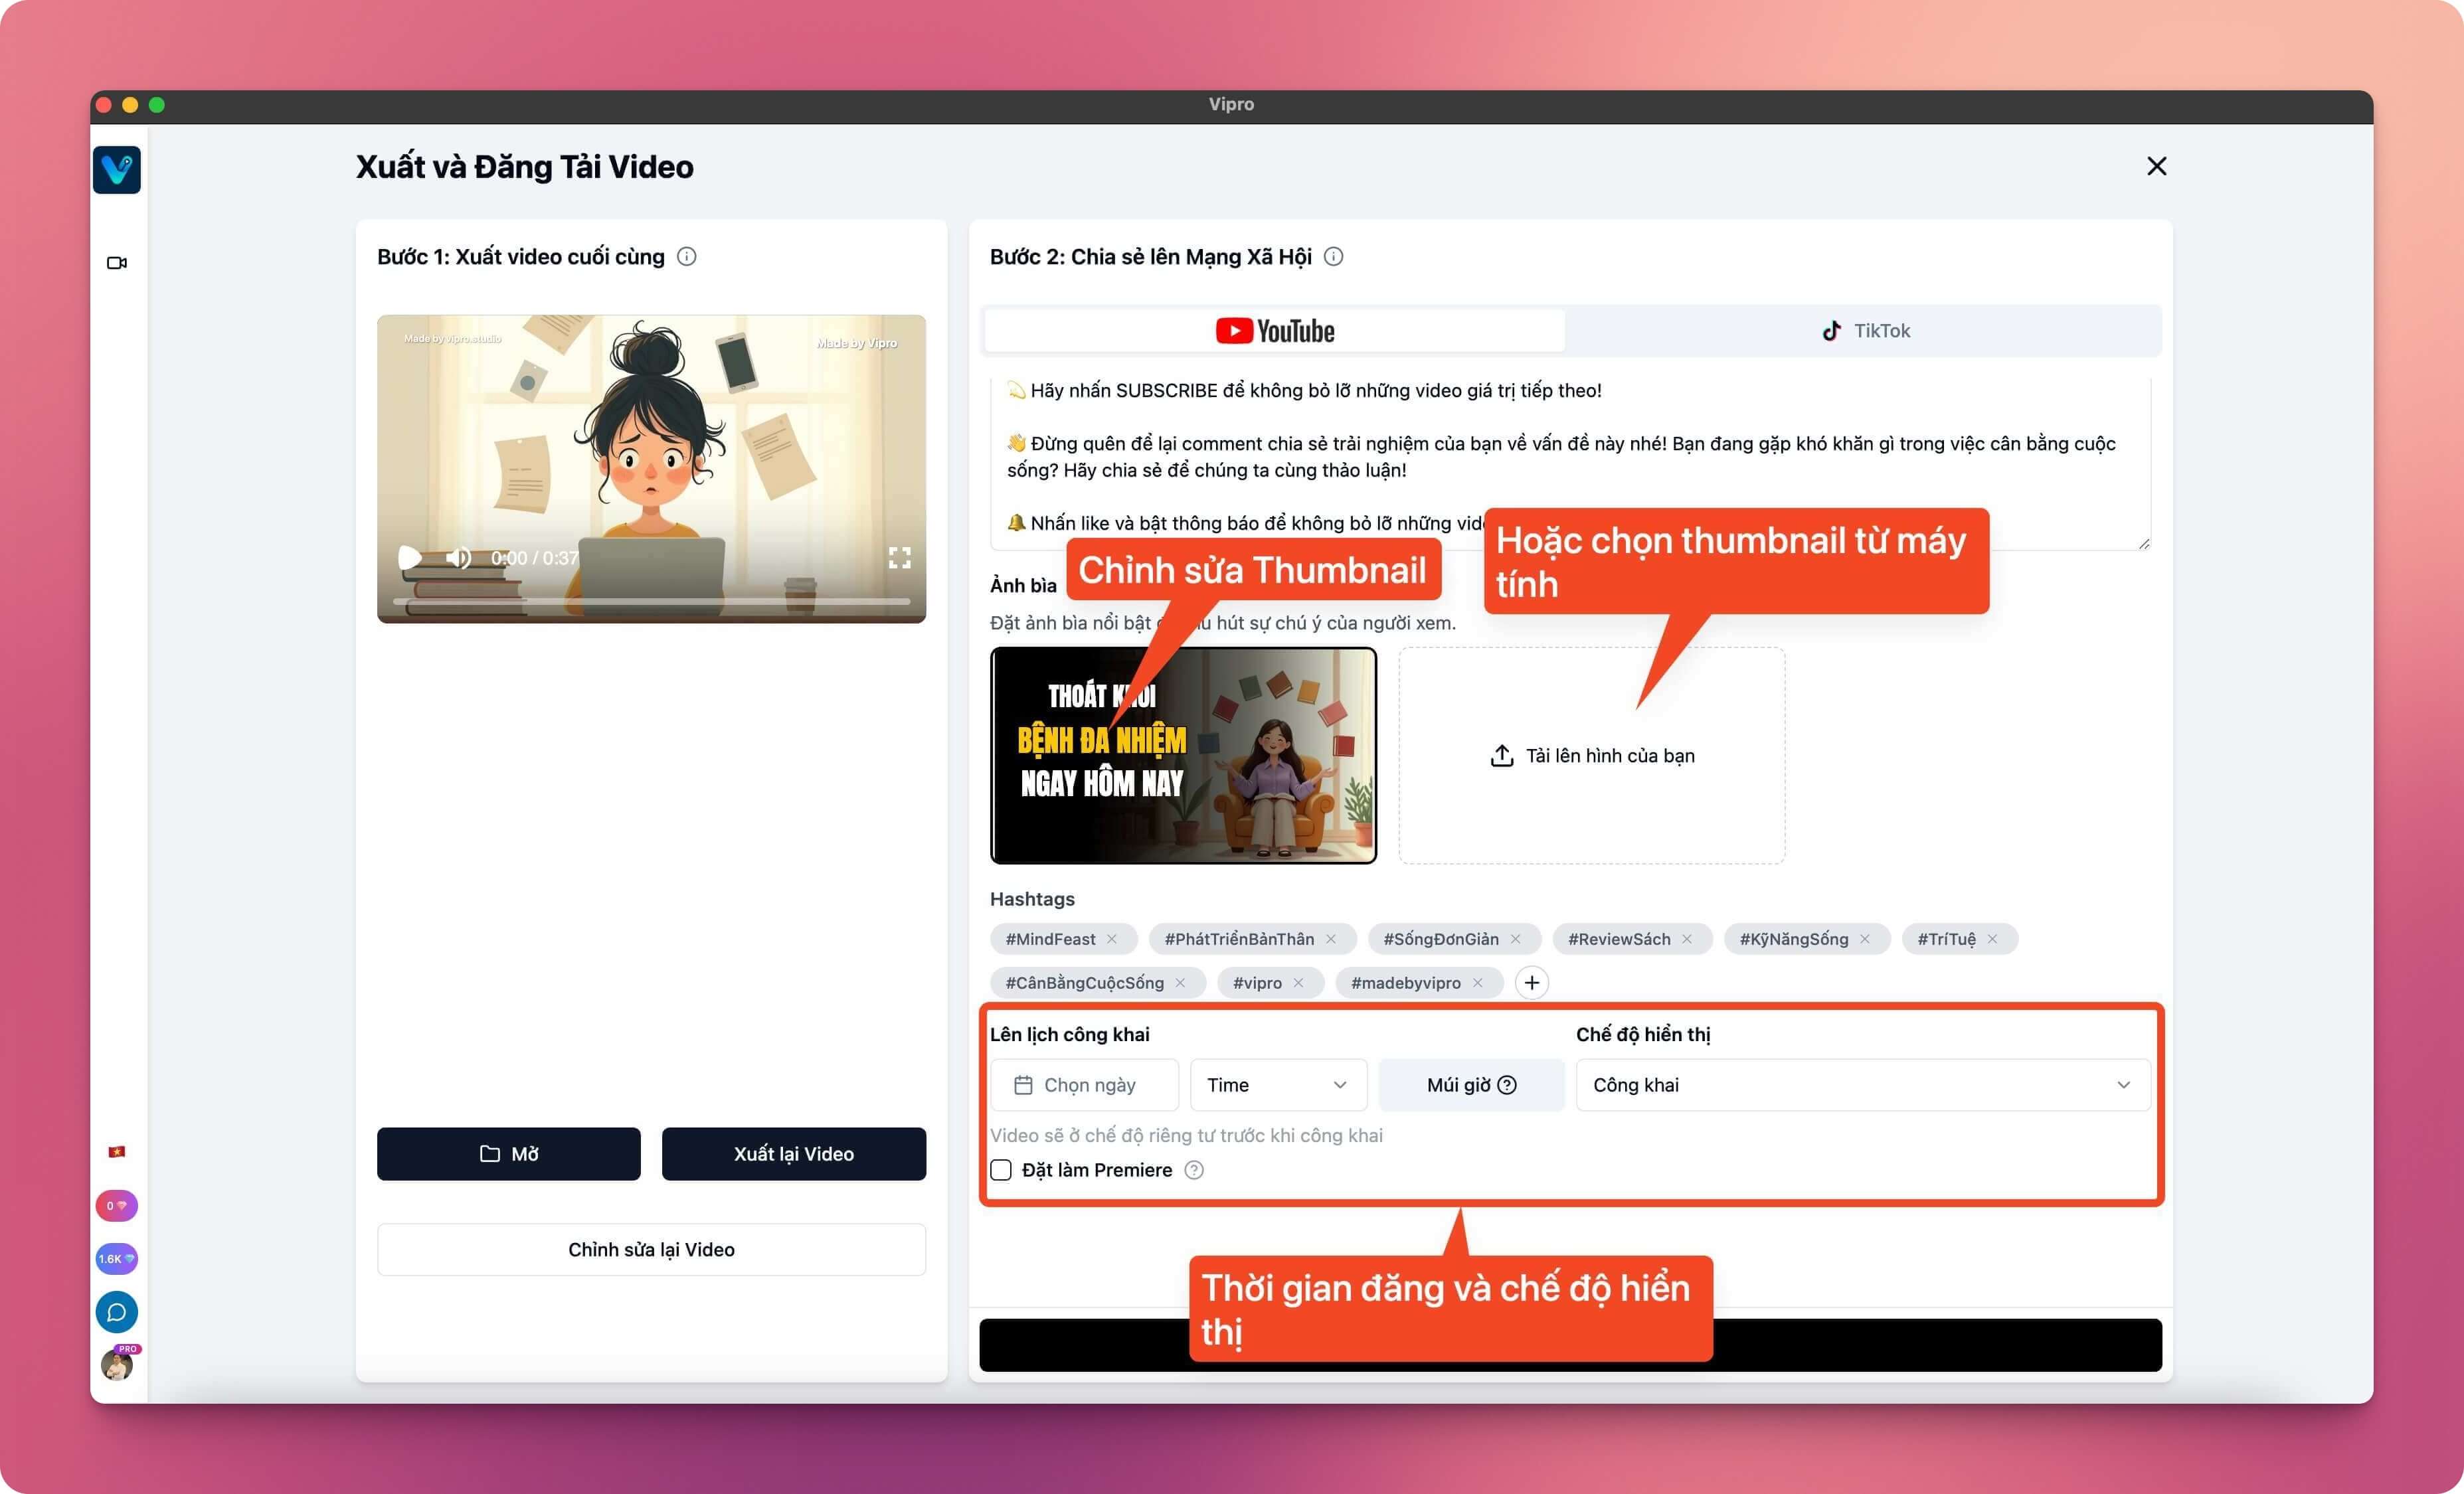 Vipro
Xuất và Đăng Tải Video
Bước 1: Xuất video cuối cùng
Made by vipro.studio
Made by Vipro
0:00 / 0:37
Mở
Xuất lại Video
Chỉnh sửa lại Video
0
1.6K
PRO
Bước 2: Chia sẻ lên Mạng Xã Hội
YouTube
TikTok
💫 Hãy nhấn SUBSCRIBE để không bỏ lỡ những video giá trị tiếp theo!
👋 Đừng quên để lại comment chia sẻ trải nghiệm của bạn về vấn đề này nhé! Bạn đang gặp khó khăn gì trong việc cân bằng cuộc
sống? Hãy chia sẻ để chúng ta cùng thảo luận!
🔔 Nhấn like và bật thông báo để không bỏ lỡ những
Chỉnh sửa Thumbnail
Hoặc chọn thumbnail từ máy
tính
Ảnh bìa
Đặt ảnh bìa nổi bật hút sự chú ý của người xem.
THOÁT
BỆNH ĐA NHIỆM
NGAY HÔM NAY
Tải lên hình của bạn
Hashtags
#MindFeast
#PhátTriểnBảnThân
#SốngĐơnGiản
#ReviewSách
#KỹNăngSống
#TríTuệ
#CânBằngCuộcSống
#vipro
#madebyvipro
Lên lịch công khai
Chế độ hiển thị
Chọn ngày
Time
Múi giờ
Công khai
Video sẽ ở chế độ riêng tư trước khi công khai
Đặt làm Premiere
Thời gian đăng và chế độ hiển
thị